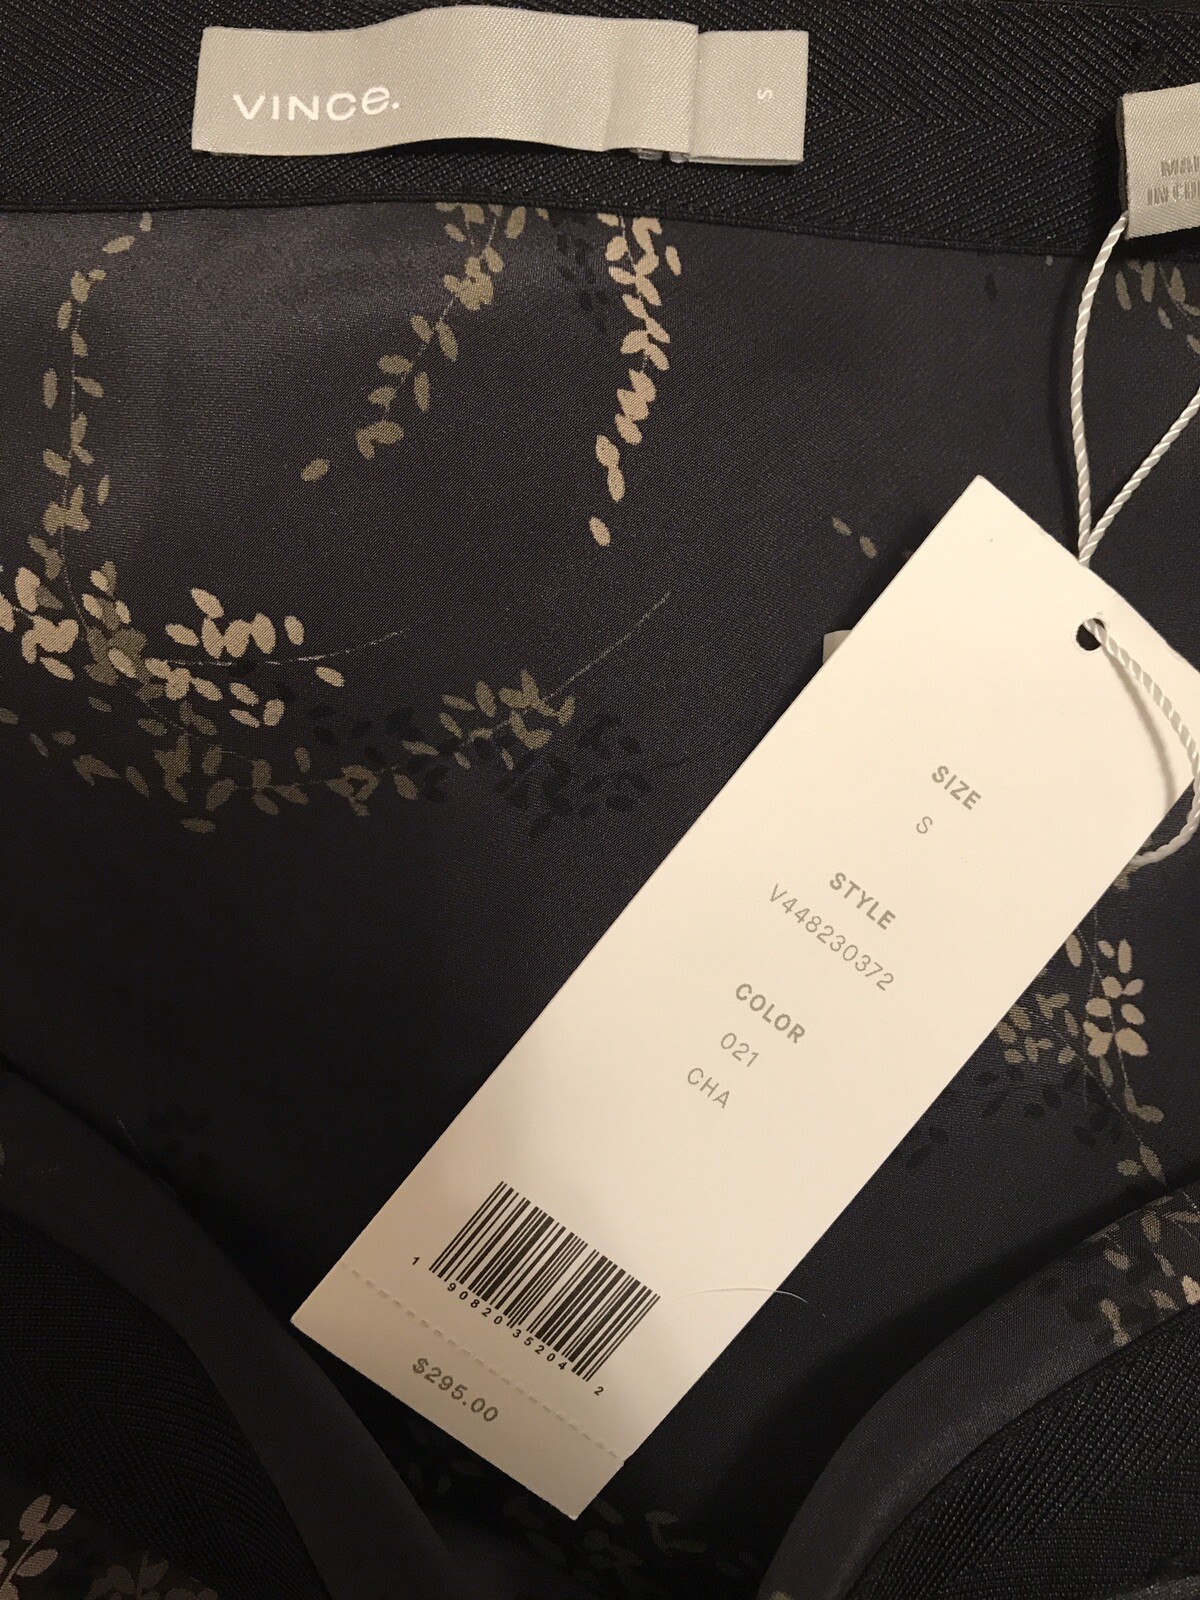 VINCE.
S
SIZE
S
STYLE
V448230372
COLOR
021
CHA
1 90820 35204 2
$295.00